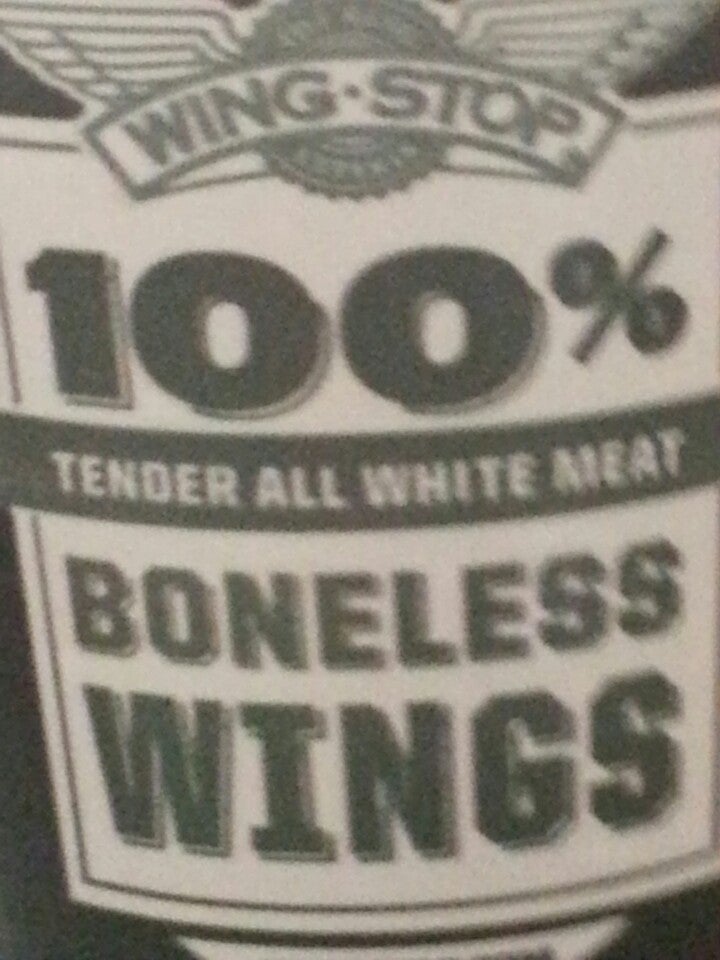 WING·STOP
100%
TENDER ALL WHITE MEAT
BONELESS
WINGS